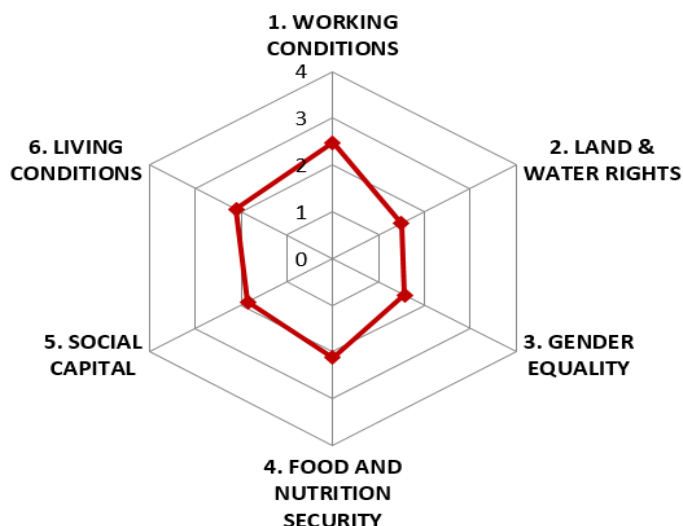 1. WORKING
CONDITIONS
4
3
2
1
0
2. LAND &
WATER RIGHTS
3. GENDER
EQUALITY
4. FOOD AND
NUTRITION
SECURITY
5. SOCIAL
CAPITAL
6. LIVING
CONDITIONS